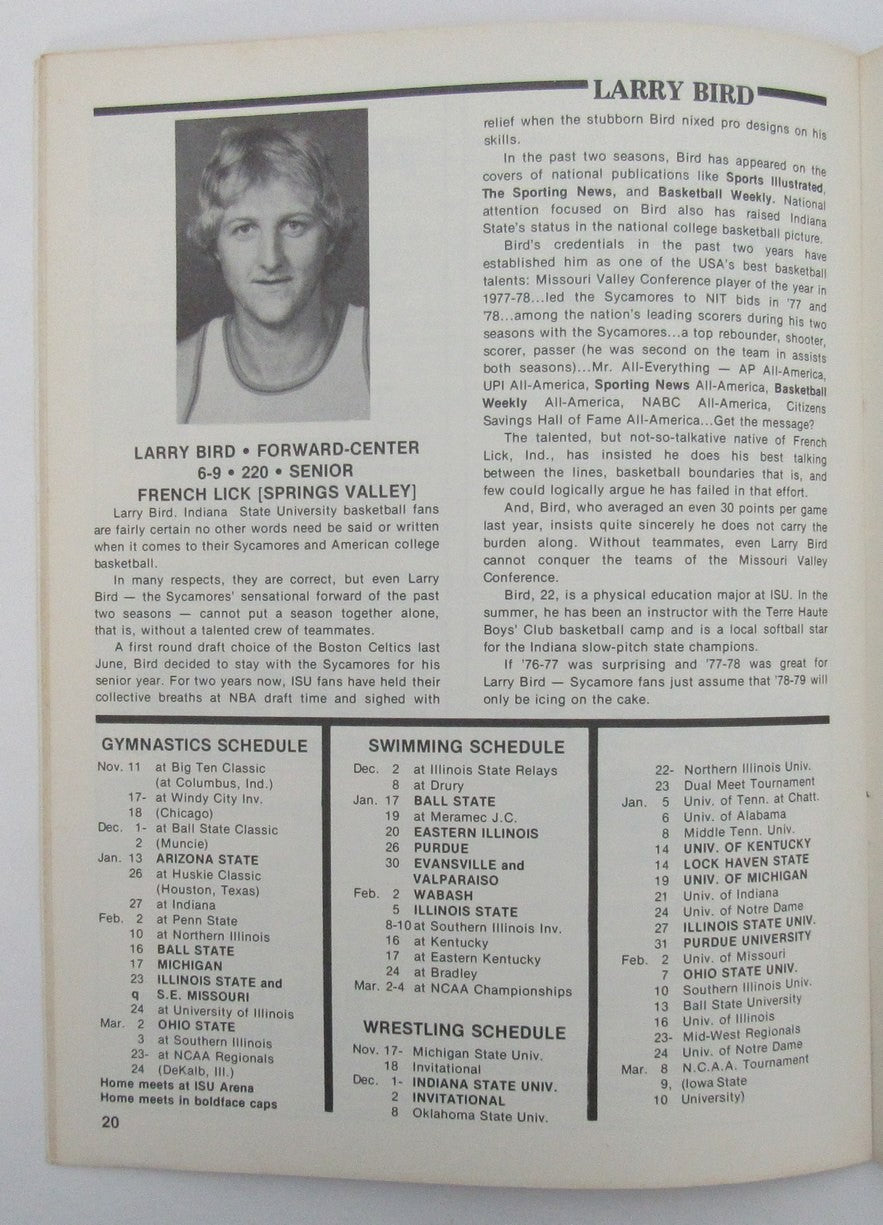 LARRY BIRD
LARRY BIRD • FORWARD-CENTER
6-9 • 220 • SENIOR
FRENCH LICK [SPRINGS VALLEY]
Larry Bird. Indiana State University basketball fans
are fairly certain no other words need be said or written
when it comes to their Sycamores and American college
basketball.
In many respects, they are correct, but even Larry
Bird — the Sycamores' sensational forward of the past
two seasons — cannot put a season together alone,
that is, without a talented crew of teammates.
A first round draft choice of the Boston Celtics last
June, Bird decided to stay with the Sycamores for his
senior year. For two years now, ISU fans have held their
collective breaths at NBA draft time and sighed with
relief when the stubborn Bird nixed pro designs on his
skills.
In the past two seasons, Bird has appeared on the
covers of national publications like Sports Illustrated,
The Sporting News, and Basketball Weekly. National
attention focused on Bird also has raised Indiana
State's status in the national college basketball picture.
Bird's credentials in the past two years have
established him as one of the USA's best basketball
talents: Missouri Valley Conference player of the year in
1977-78...led the Sycamores to NIT bids in '77 and
'78...among the nation's leading scorers during his two
seasons with the Sycamores...a top rebounder, shooter,
scorer, passer (he was second on the team in assists
both seasons)...Mr. All-Everything — AP All-America,
UPI All-America, Sporting News All-America, Basketball
Weekly All-America, NABC All-America, Citizens
Savings Hall of Fame All-America...Get the message?
The talented, but not-so-talkative native of French
Lick, Ind., has insisted he does his best talking
between the lines, basketball boundaries that is, and
few could logically argue he has failed in that effort.
And, Bird, who averaged an even 30 points per game
last year, insists quite sincerely he does not carry the
burden along. Without teammates, even Larry Bird
cannot conquer the teams of the Missouri Valley
Conference.
Bird, 22, is a physical education major at ISU. In the
summer, he has been an instructor with the Terre Haute
Boys' Club basketball camp and is a local softball star
for the Indiana slow-pitch state champions.
If '76-77 was surprising and '77-78 was great for
Larry Bird — Sycamore fans just assume that '78-79 will
only be icing on the cake.
GYMNASTICS SCHEDULE
Nov. 11 at Big Ten Classic
(at Columbus, Ind.)
17- at Windy City Inv.
18 (Chicago)
Dec. 1- at Ball State Classic
2 (Muncie)
Jan. 13 ARIZONA STATE
26 at Huskie Classic
(Houston, Texas)
27 at Indiana
Feb. 2 at Penn State
10 at Northern Illinois
16 BALL STATE
17 MICHIGAN
23 ILLINOIS STATE and
q S.E. MISSOURI
24 at University of Illinois
Mar. 2 OHIO STATE
3 at Southern Illinois
23- at NCAA Regionals
24 (DeKalb, Ill.)
Home meets at ISU Arena
Home meets in boldface caps
20
SWIMMING SCHEDULE
Dec. 2 at Illinois State Relays
8 at Drury
Jan. 17 BALL STATE
19 at Meramec J.C.
20 EASTERN ILLINOIS
26 PURDUE
30 EVANSVILLE and
VALPARAISO
Feb. 2 WABASH
5 ILLINOIS STATE
8-10 at Southern Illinois Inv.
16 at Kentucky
17 at Eastern Kentucky
24 at Bradley
Mar. 2-4 at NCAA Championships
WRESTLING SCHEDULE
Nov. 17- Michigan State Univ.
18 Invitational
Dec. 1- INDIANA STATE UNIV.
2 INVITATIONAL
8 Oklahoma State Univ.
22- Northern Illinois Univ.
23 Dual Meet Tournament
Jan. 5 Univ. of Tenn. at Chatt.
6 Univ. of Alabama
8 Middle Tenn. Univ.
14 UNIV. OF KENTUCKY
14 LOCK HAVEN STATE
19 UNIV. OF MICHIGAN
21 Univ. of Indiana
24 Univ. of Notre Dame
27 ILLINOIS STATE UNIV.
31 PURDUE UNIVERSITY
Feb. 2 Univ. of Missouri
7 OHIO STATE UNIV.
10 Southern Illinois Univ.
13 Ball State University
16 Univ. of Illinois
23- Mid-West Regionals
24 Univ. of Notre Dame
Mar. 8 N.C.A.A. Tournament
9, (Iowa State
10 University)